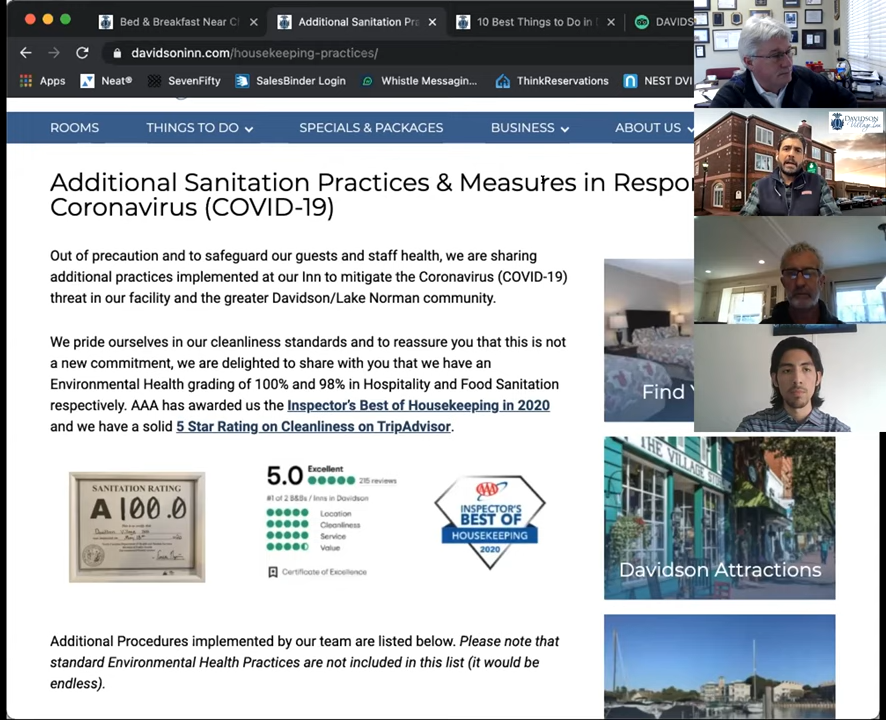 Bed & Breakfast Near C
Additional Sanitation Pra
10 Best Things to Do in
DAVIDS
davidsoninn.com/housekeeping-practices/
Apps
Neat®
SevenFifty
SalesBinder Login
Whistle Messagin...
ThinkReservations
NEST DVI
ROOMS
THINGS TO DO
SPECIALS & PACKAGES
BUSINESS
ABOUT US
DAVIDSON
Village Inn
Additional Sanitation Practices & Measures in Respon
Coronavirus (COVID-19)
Out of precaution and to safeguard our guests and staff health, we are sharing
additional practices implemented at our Inn to mitigate the Coronavirus (COVID-19)
threat in our facility and the greater Davidson/Lake Norman community.
We pride ourselves in our cleanliness standards and to reassure you that this is not
a new commitment, we are delighted to share with you that we have an
Environmental Health grading of 100% and 98% in Hospitality and Food Sanitation
respectively. AAA has awarded us the Inspector's Best of Housekeeping in 2020
and we have a solid 5 Star Rating on Cleanliness on TripAdvisor.
Find Y
SANITATION RATING
A 100.0
5.0 Excellent
215 reviews
#1 of 2 B&Bs / Inns in Davidson
Location
Cleanliness
Service
Value
Certificate of Excellence
AAA
INSPECTOR'S
BEST OF
HOUSEKEEPING
2020
THE VILLAGE STORE
Davidson Attractions
Additional Procedures implemented by our team are listed below. Please note that
standard Environmental Health Practices are not included in this list (it would be
endless).